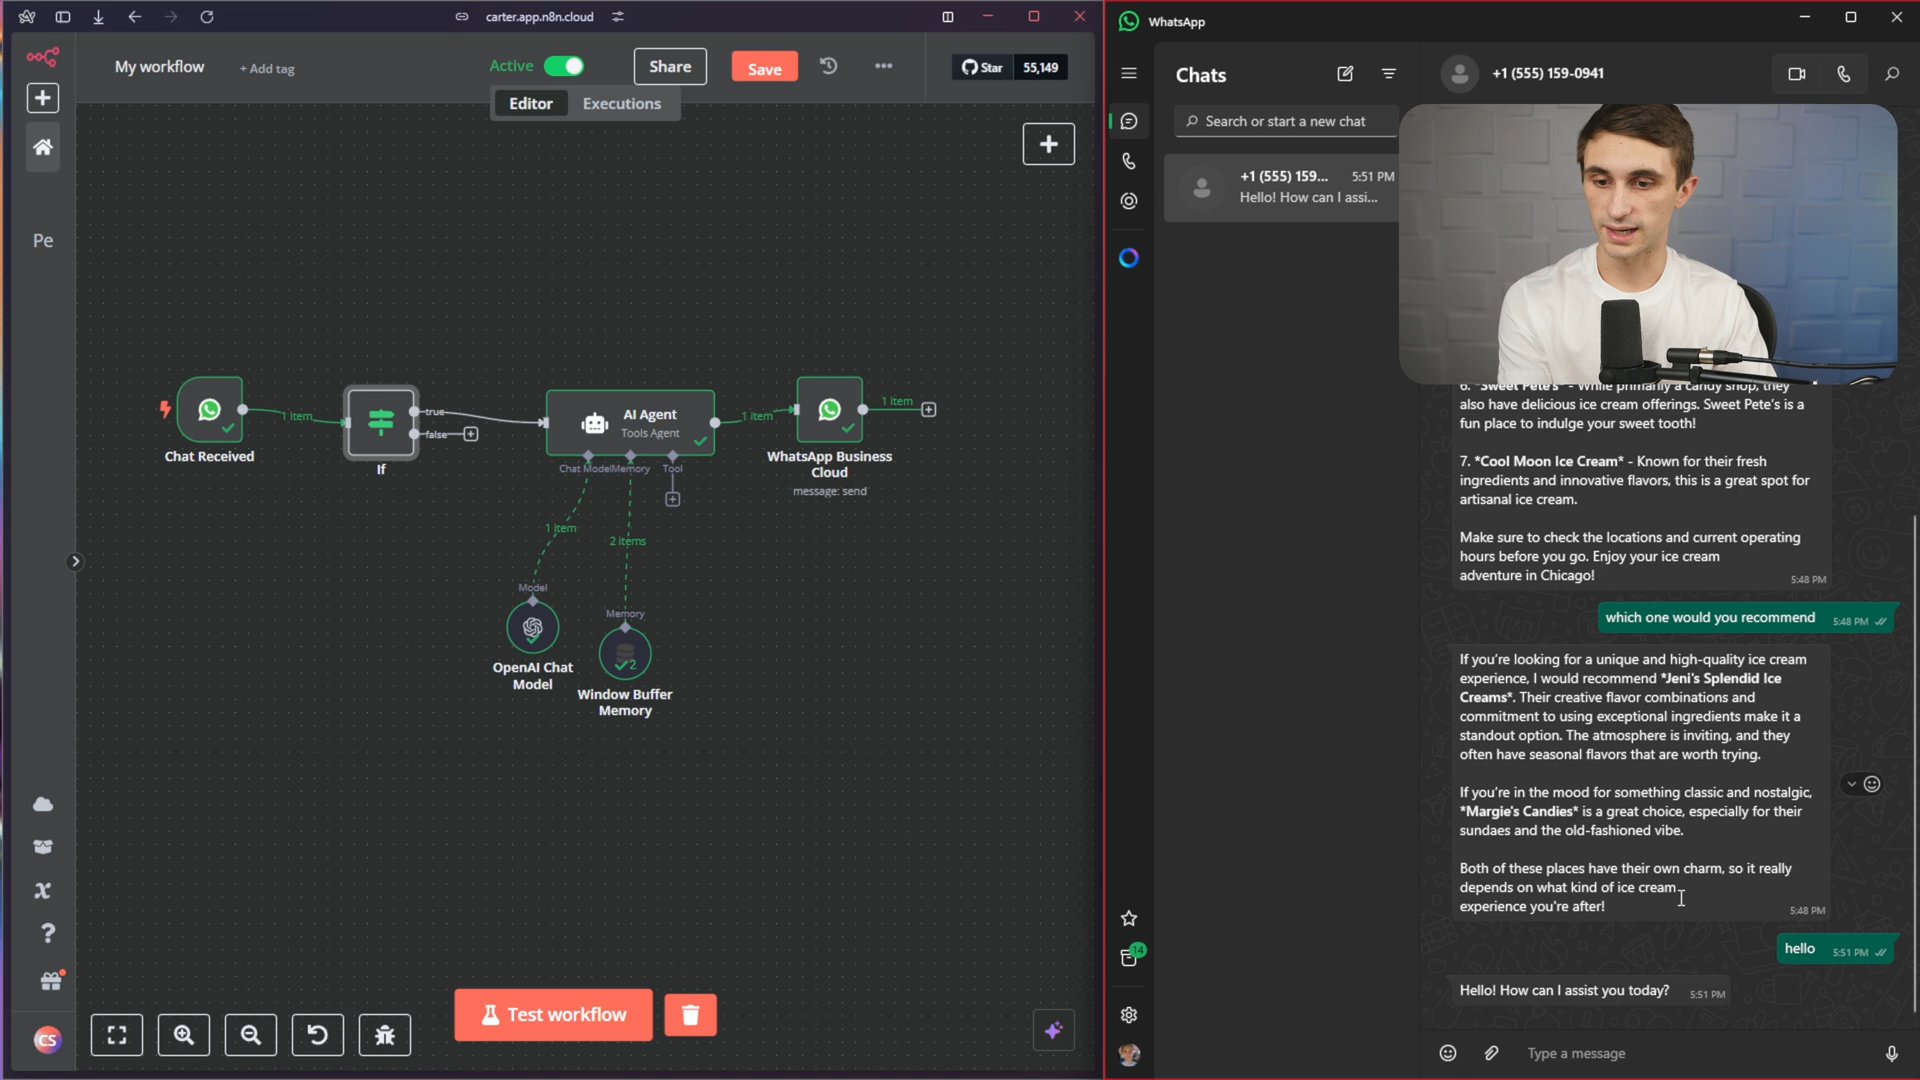 carter.app.n8n.cloud
My workflow
+ Add tag
Active
Share
Save
Star
55,149
Editor
Executions
Pe
Chat Received
1 item
If
true
false
AI Agent
Tools Agent
Chat Model
Memory
Tool
1 item
WhatsApp Business
Cloud
message: send
1 item
1 item
2 items
Model
OpenAI Chat
Model
Memory
2
Window Buffer
Memory
Test workflow
CS
WhatsApp
Chats
Search or start a new chat
+1 (555) 159...
5:51 PM
Hello! How can I assi...
14
+1 (555) 159-0941
6. *Sweet Pete's* - While primarily a candy shop, they
also have delicious ice cream offerings. Sweet Pete's is a
fun place to indulge your sweet tooth!
7. *Cool Moon Ice Cream* - Known for their fresh
ingredients and innovative flavors, this is a great spot for
artisanal ice cream.
Make sure to check the locations and current operating
hours before you go. Enjoy your ice cream
adventure in Chicago!
5:48 PM
which one would you recommend
5:48 PM
If you're looking for a unique and high-quality ice cream
experience, I would recommend *Jeni's Splendid Ice
Creams*. Their creative flavor combinations and
commitment to using exceptional ingredients make it a
standout option. The atmosphere is inviting, and they
often have seasonal flavors that are worth trying.
If you're in the mood for something classic and nostalgic,
*Margie's Candies* is a great choice, especially for their
sundaes and the old-fashioned vibe.
Both of these places have their own charm, so it really
depends on what kind of ice cream
experience you're after!
5:48 PM
hello
5:51 PM
Hello! How can I assist you today?
5:51 PM
Type a message